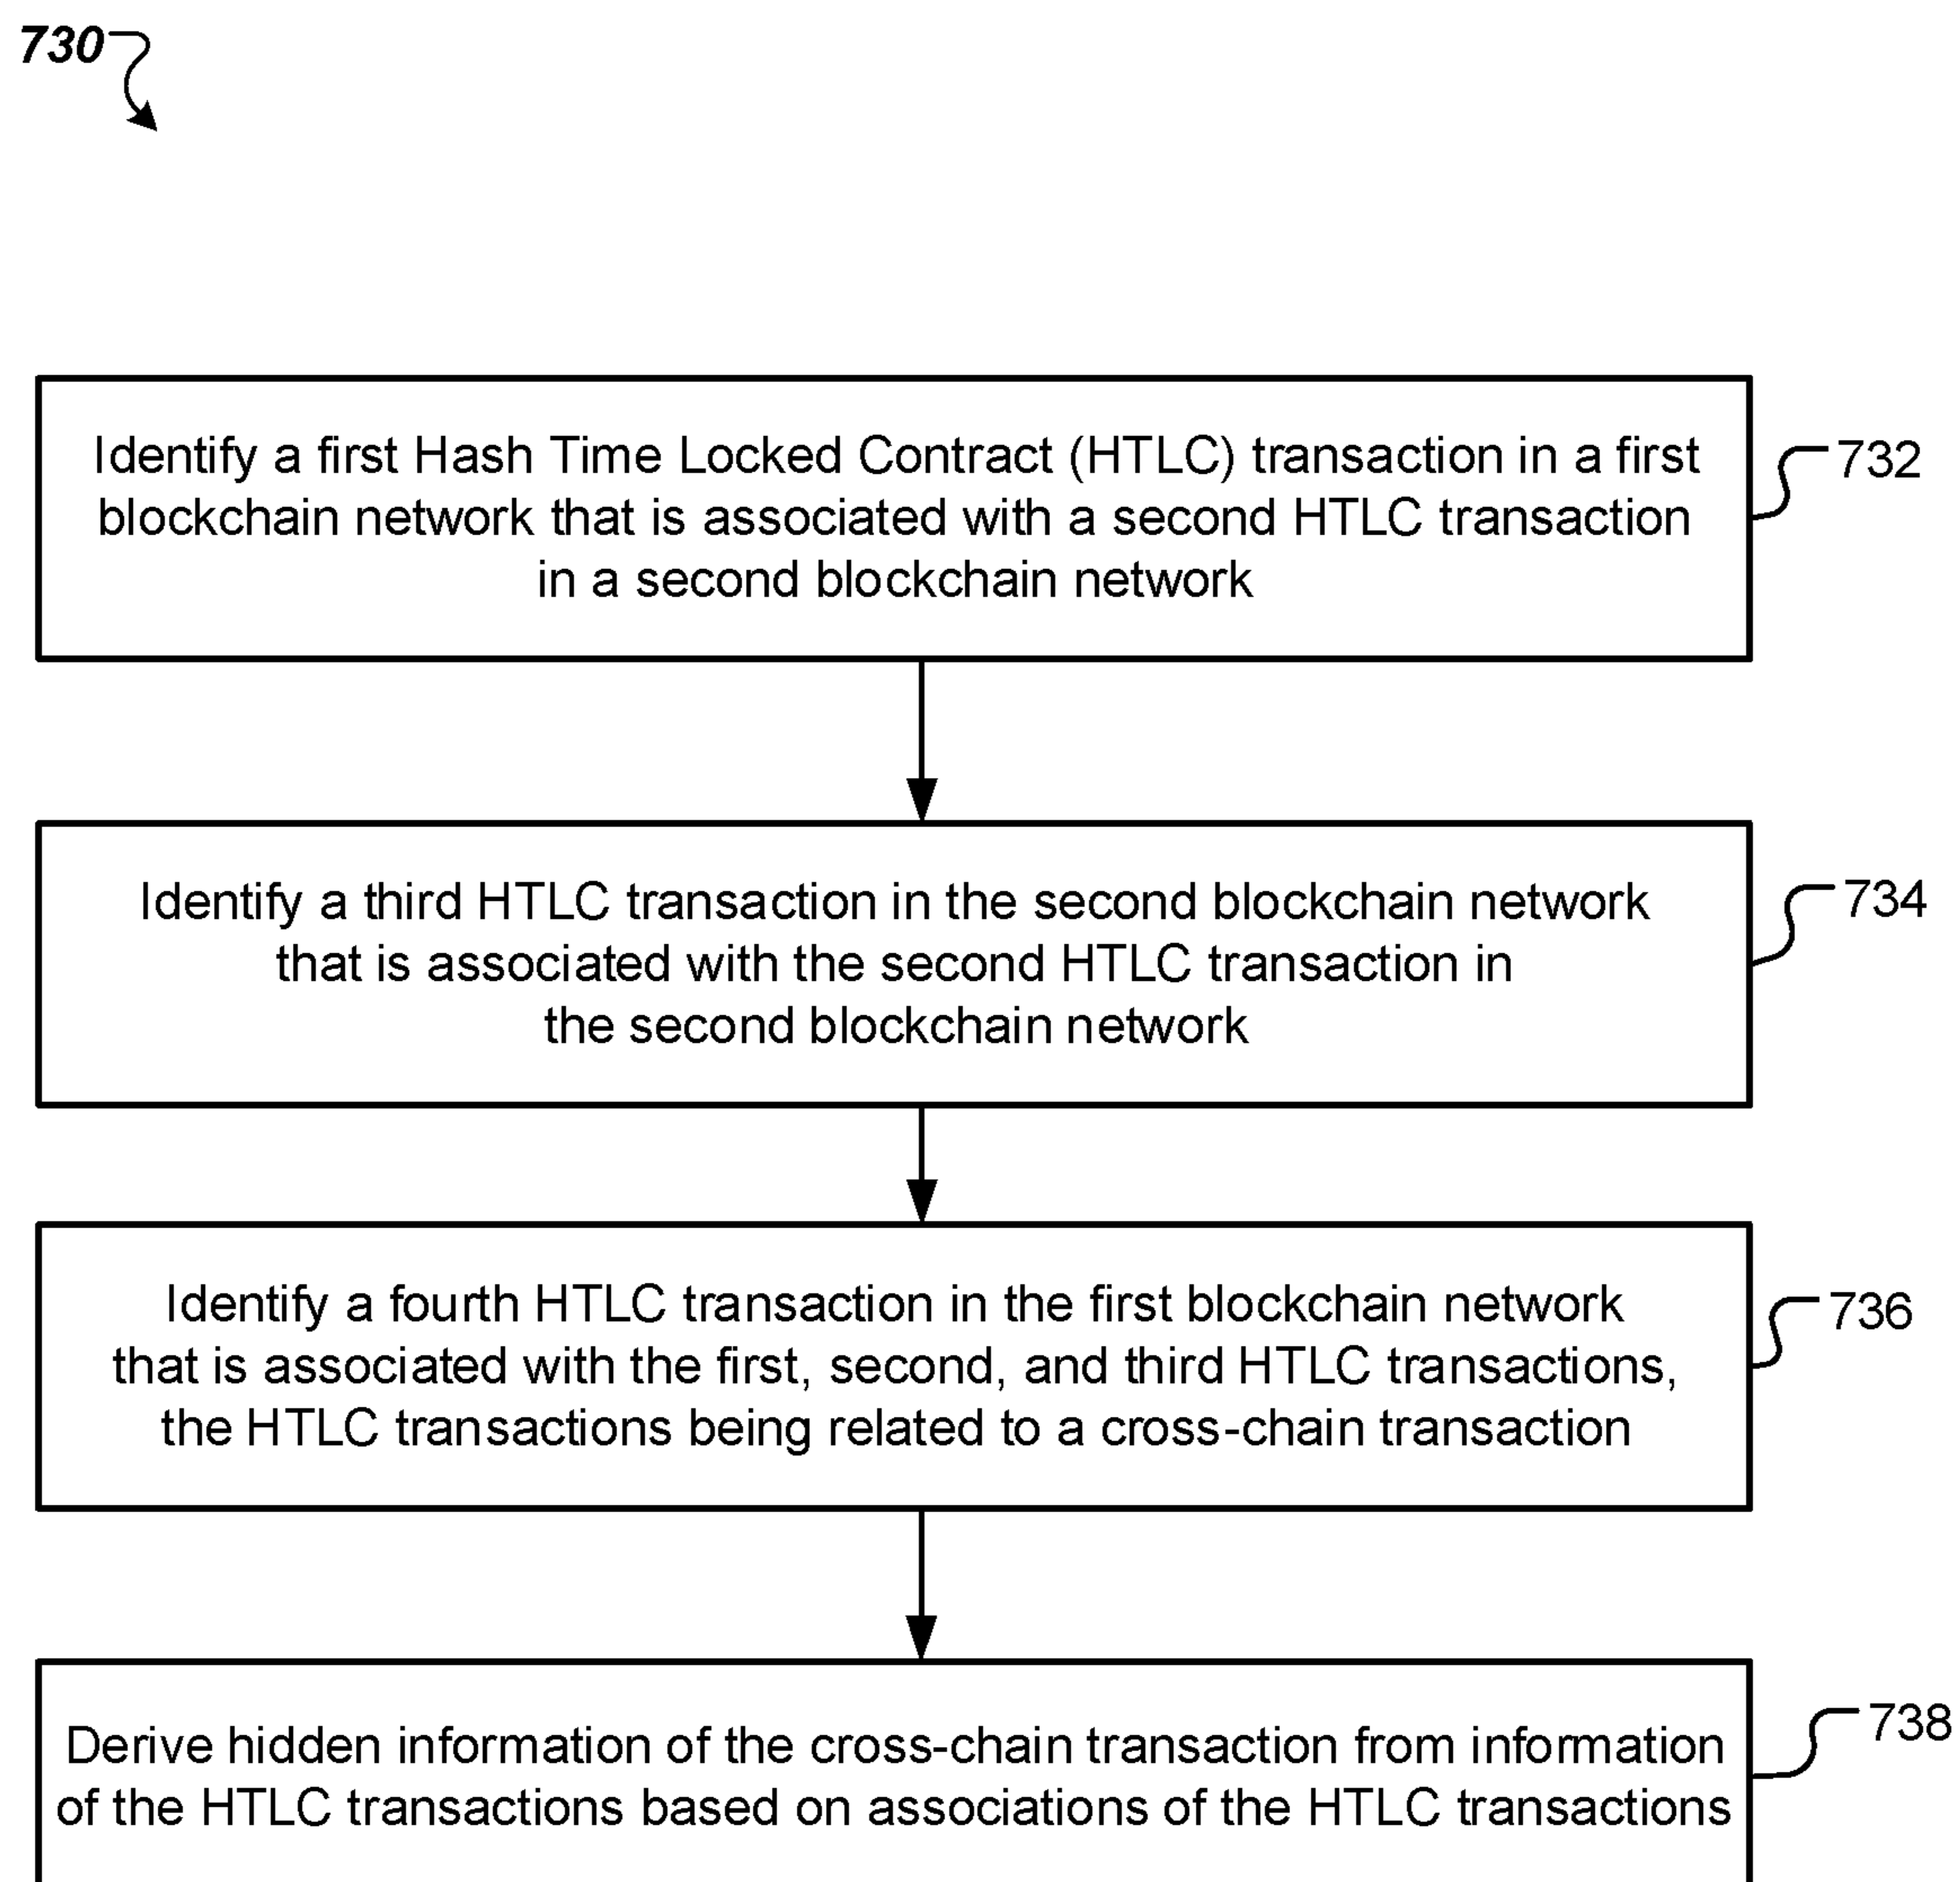 730
Identify a first Hash Time Locked Contract (HTLC) transaction in a first
blockchain network that is associated with a second HTLC transaction
in a second blockchain network
732
Identify a third HTLC transaction in the second blockchain network
that is associated with the second HTLC transaction in
the second blockchain network
734
Identify a fourth HTLC transaction in the first blockchain network
that is associated with the first, second, and third HTLC transactions,
the HTLC transactions being related to a cross-chain transaction
736
Derive hidden information of the cross-chain transaction from information
of the HTLC transactions based on associations of the HTLC transactions
738